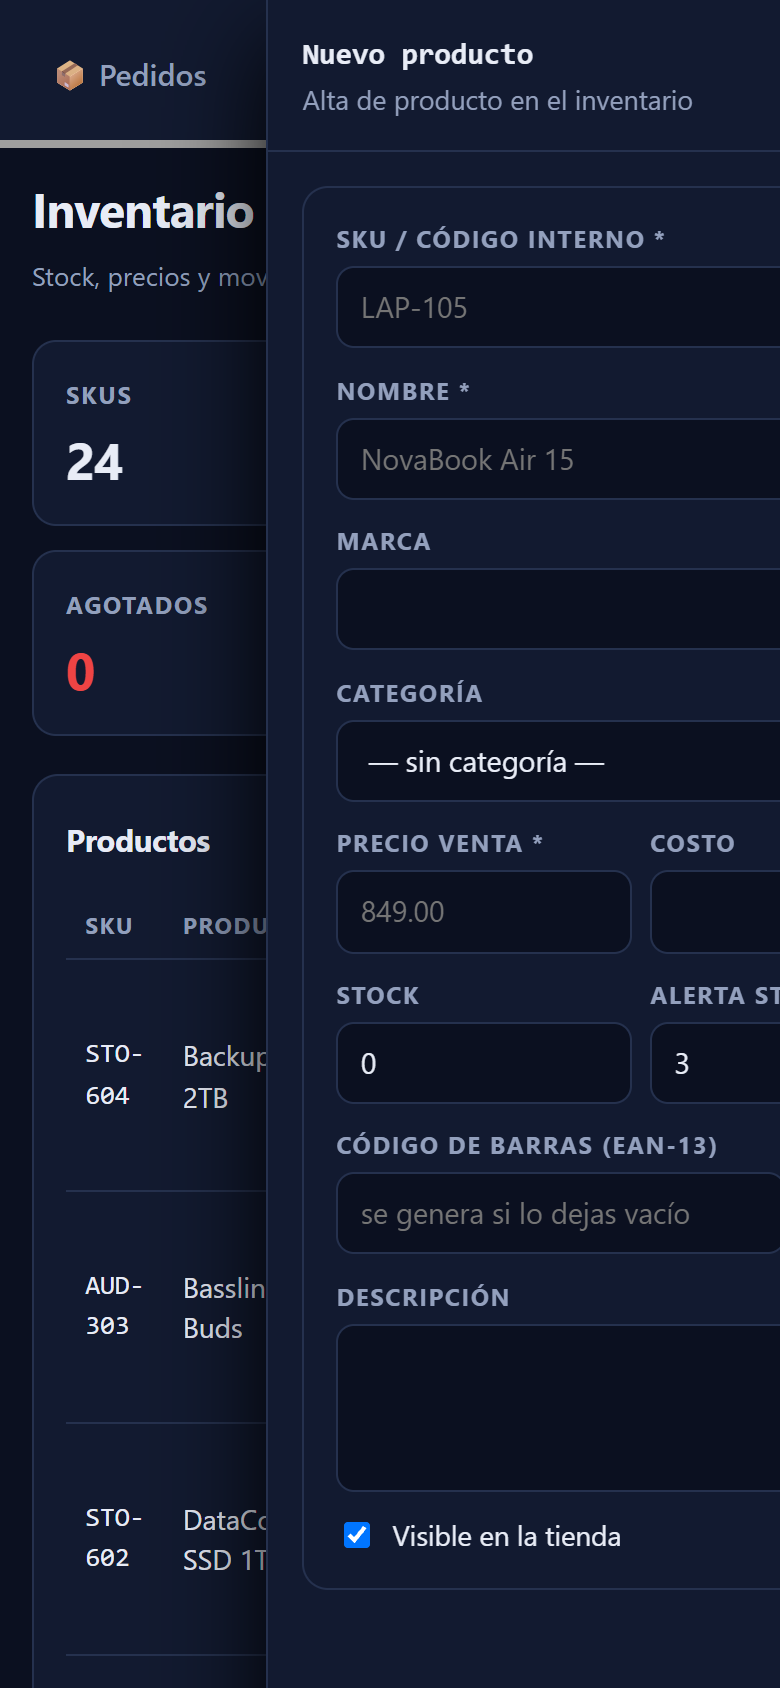 Pedidos
Inventario
Stock, precios y mov
SKUS
24
AGOTADOS
0
Productos
SKU PRODU
STO-
604
Backup
2TB
AUD-
303
Basslin
Buds
STO-
602
DataCo
SSD 1T
Nuevo producto
Alta de producto en el inventario
SKU / CÓDIGO INTERNO *
LAP-105
NOMBRE *
NovaBook Air 15
MARCA
CATEGORÍA
— sin categoría —
PRECIO VENTA * COSTO
849.00
STOCK ALERTA ST
0 3
CÓDIGO DE BARRAS (EAN-13)
se genera si lo dejas vacío
DESCRIPCIÓN
Visible en la tienda